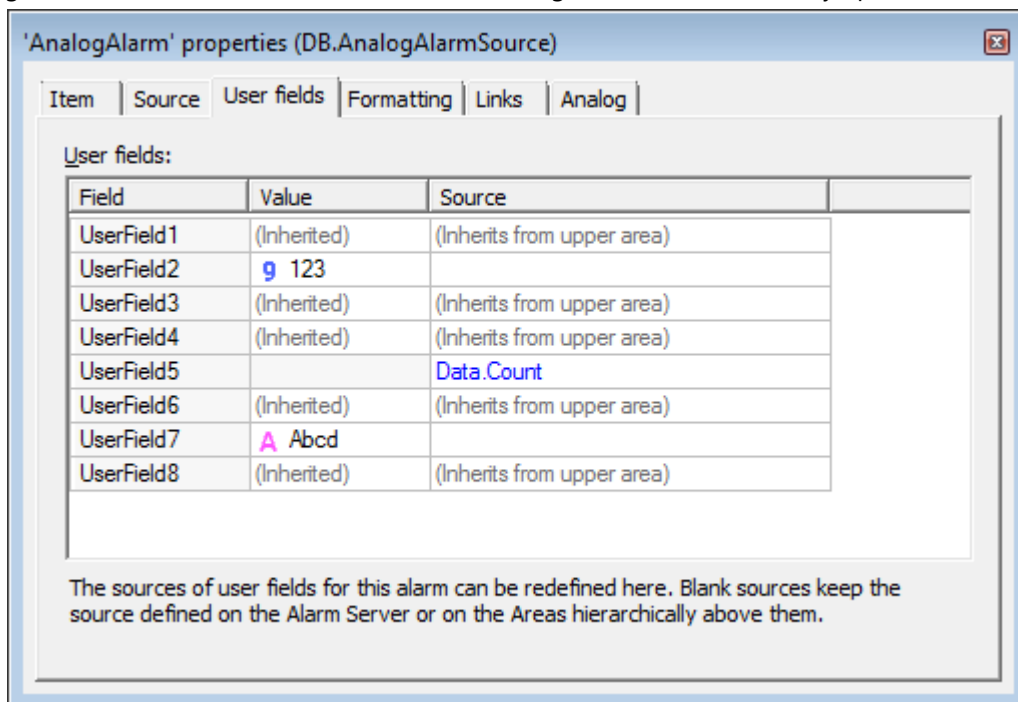 'AnalogAlarm' properties (DB.AnalogAlarmSource)
Item Source User fields Formatting Links Analog
User fields:
Field Value Source
UserField1 (Inherited) (Inherits from upper area)
UserField2 9 123
UserField3 (Inherited) (Inherits from upper area)
UserField4 (Inherited) (Inherits from upper area)
UserField5 Data.Count
UserField6 (Inherited) (Inherits from upper area)
UserField7 A Abcd
UserField8 (Inherited) (Inherits from upper area)
The sources of user fields for this alarm can be redefined here. Blank sources keep the
source defined on the Alarm Server or on the Areas hierarchically above them.